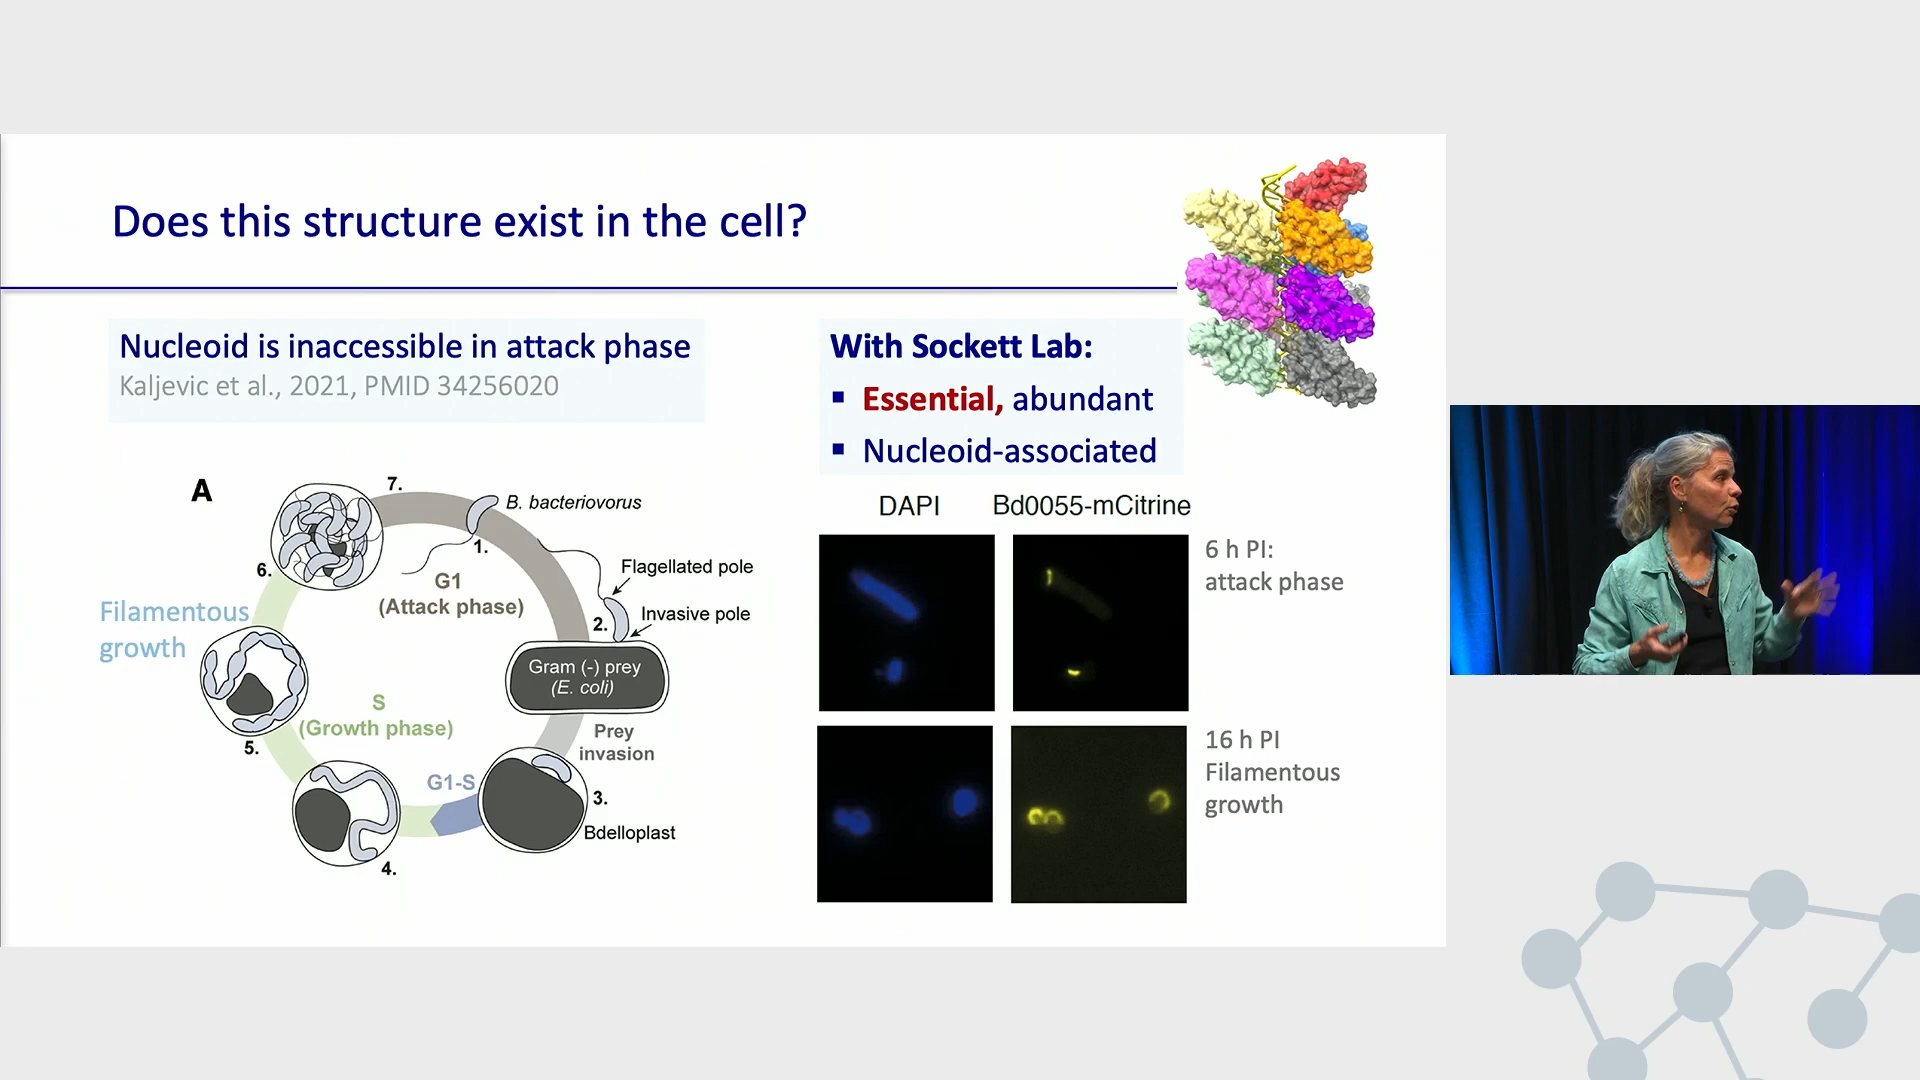 Does this structure exist in the cell?
Nucleoid is inaccessible in attack phase
Kaljevic et al., 2021, PMID 34256020
A
7.
B. bacteriovorus
1.
Flagellated pole
6.
G1
(Attack phase)
Invasive pole
2.
Filamentous
growth
Gram (-) prey
(E. coli)
S
(Growth phase)
Prey
invasion
5.
G1-S
3.
Bdelloplast
4.
With Sockett Lab:
▪ Essential, abundant
▪ Nucleoid-associated
DAPI Bd0055-mCitrine
6 h PI:
attack phase
16 h PI
Filamentous
growth